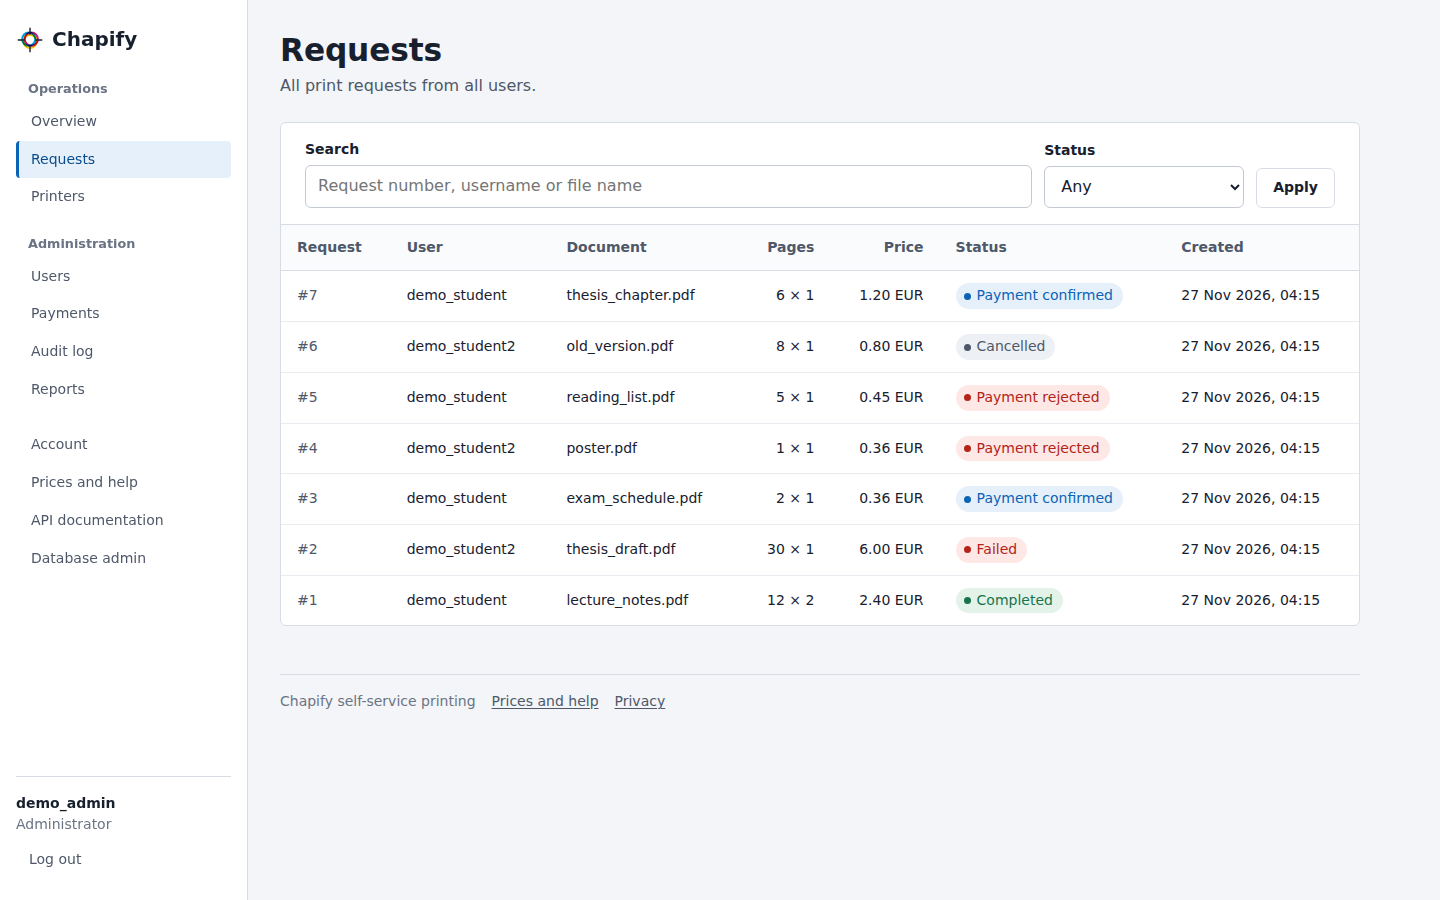 Chapify
Operations
Overview
Requests
Printers
Administration
Users
Payments
Audit log
Reports
Account
Prices and help
API documentation
Database admin
demo_admin
Administrator
Log out
Requests
All print requests from all users.
Search
Request number, username or file name
Status
Any
Apply
Request User Document Pages Price Status Created
#7 demo_student thesis_chapter.pdf 6 × 1 1.20 EUR Payment confirmed 27 Nov 2026, 04:15
#6 demo_student2 old_version.pdf 8 × 1 0.80 EUR Cancelled 27 Nov 2026, 04:15
#5 demo_student reading_list.pdf 5 × 1 0.45 EUR Payment rejected 27 Nov 2026, 04:15
#4 demo_student2 poster.pdf 1 × 1 0.36 EUR Payment rejected 27 Nov 2026, 04:15
#3 demo_student exam_schedule.pdf 2 × 1 0.36 EUR Payment confirmed 27 Nov 2026, 04:15
#2 demo_student2 thesis_draft.pdf 30 × 1 6.00 EUR Failed 27 Nov 2026, 04:15
#1 demo_student lecture_notes.pdf 12 × 2 2.40 EUR Completed 27 Nov 2026, 04:15
Chapify self-service printing Prices and help Privacy